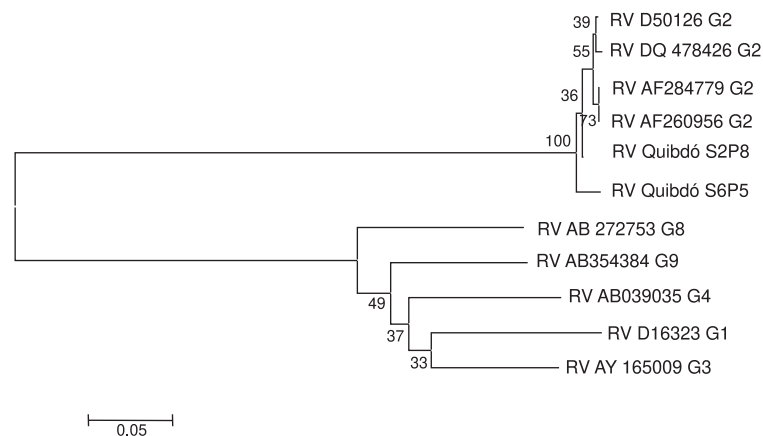 39 RV D50126 G2
55 RV DQ 478426 G2
36 RV AF284779 G2
73 RV AF260956 G2
100 RV Quibdó S2P8
RV Quibdó S6P5
RV AB 272753 G8
RV AB354384 G9
49
RV AB039035 G4
37 RV D16323 G1
33 RV AY 165009 G3
0.05